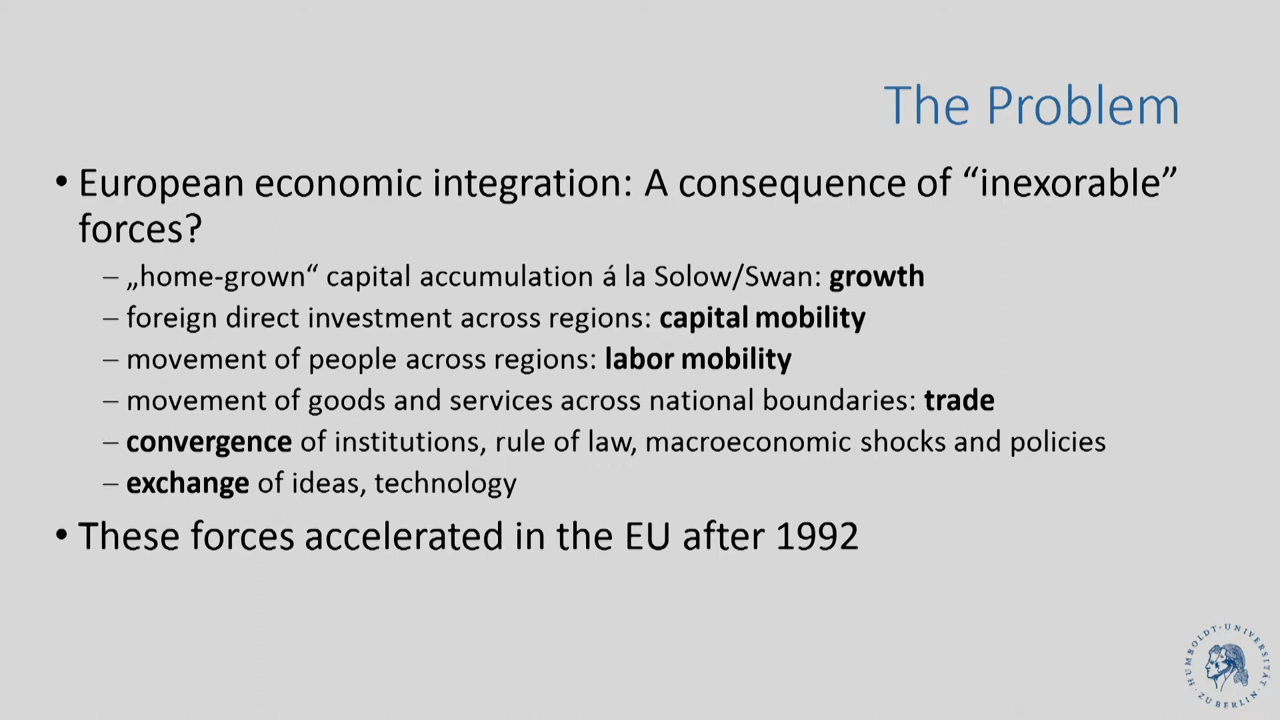 The Problem
• European economic integration: A consequence of “inexorable”
forces?
– „home-grown“ capital accumulation á la Solow/Swan: growth
– foreign direct investment across regions: capital mobility
– movement of people across regions: labor mobility
– movement of goods and services across national boundaries: trade
– convergence of institutions, rule of law, macroeconomic shocks and policies
– exchange of ideas, technology
• These forces accelerated in the EU after 1992
HUMBOLDT-UNIVERSITÄT
ZU BERLIN